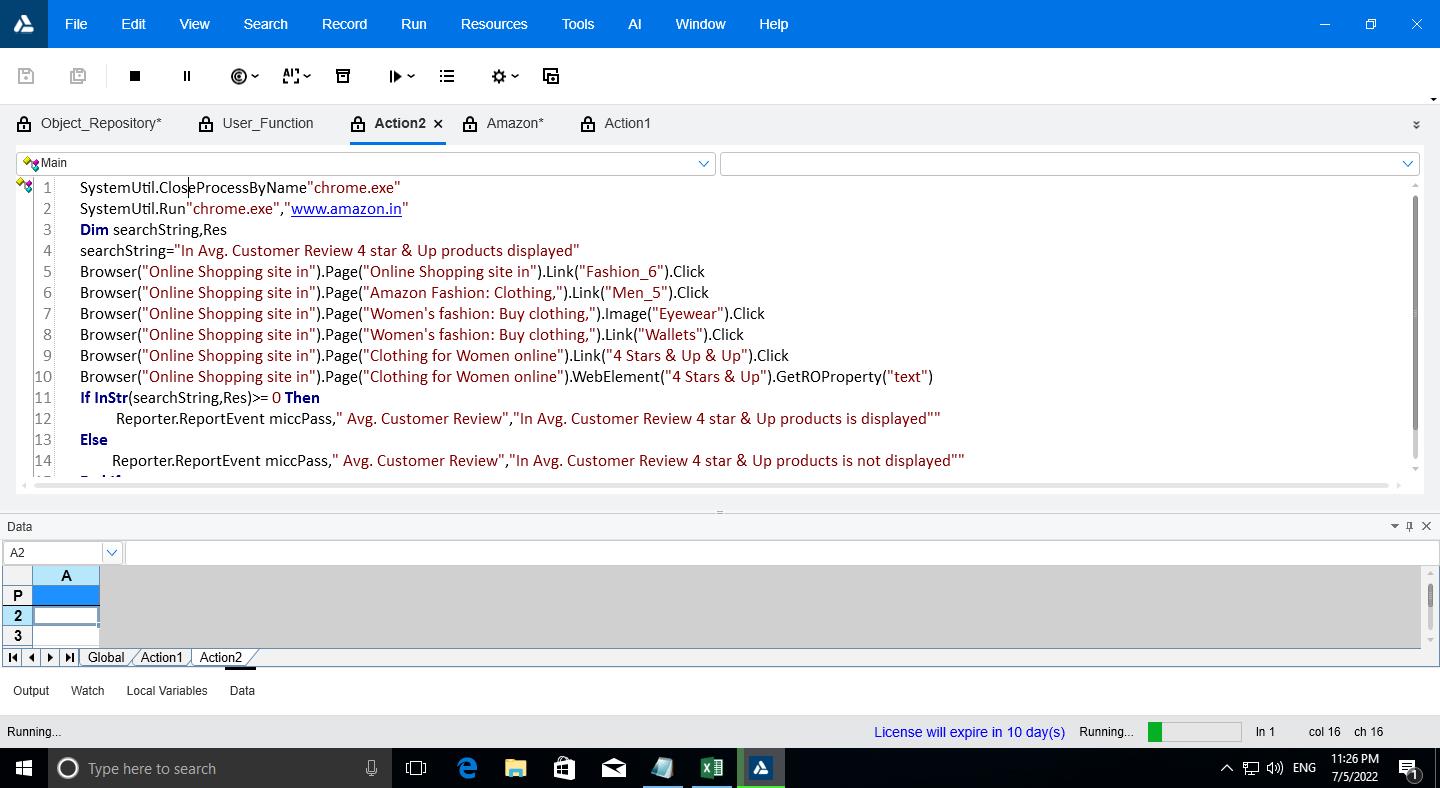 File Edit View Search Record Run Resources Tools AI Window Help
Object_Repository* User_Function Action2 Amazon* Action1
Main
1 SystemUtil.CloseProcessByName"chrome.exe"
2 SystemUtil.Run"chrome.exe","www.amazon.in"
3 Dim searchString,Res
4 searchString="In Avg. Customer Review 4 star & Up products displayed"
5 Browser("Online Shopping site in").Page("Online Shopping site in").Link("Fashion_6").Click
6 Browser("Online Shopping site in").Page("Amazon Fashion: Clothing,").Link("Men_5").Click
7 Browser("Online Shopping site in").Page("Women's fashion: Buy clothing,").Image("Eyewear").Click
8 Browser("Online Shopping site in").Page("Women's fashion: Buy clothing,").Link("Wallets").Click
9 Browser("Online Shopping site in").Page("Clothing for Women online").Link("4 Stars & Up & Up").Click
10 Browser("Online Shopping site in").Page("Clothing for Women online").WebElement("4 Stars & Up").GetROProperty("text")
11 If InStr(searchString,Res)>= 0 Then
12 Reporter.ReportEvent miccPass," Avg. Customer Review","In Avg. Customer Review 4 star & Up products is displayed""
13 Else
14 Reporter.ReportEvent miccPass," Avg. Customer Review","In Avg. Customer Review 4 star & Up products is not displayed""
Data
A2
A
P
2
3
Global Action1 Action2
Output Watch Local Variables Data
Running... License will expire in 10 day(s) Running... ln 1 col 16 ch 16
Type here to search ENG 11:26 PM
7/5/2022
1